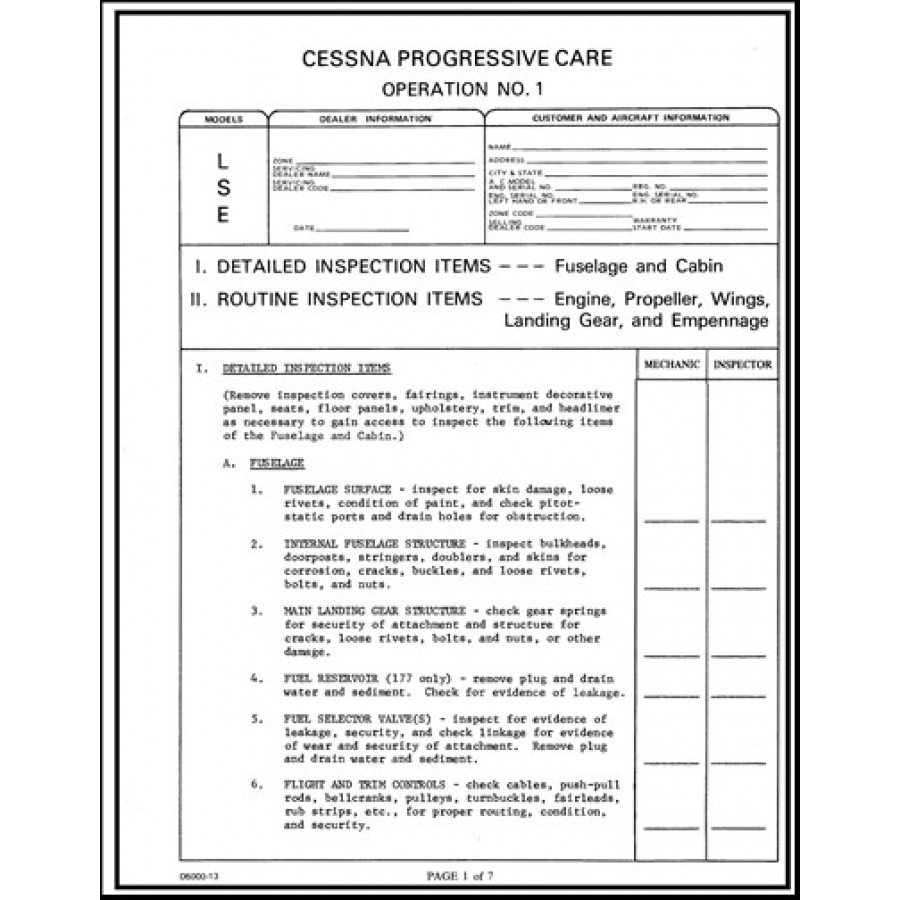 CESSNA PROGRESSIVE CARE
OPERATION NO. 1
MODELS
DEALER INFORMATION
CUSTOMER AND AIRCRAFT INFORMATION
L
S
E
ZONE
SERVICING
DEALER NAME
SERVICING
DEALER CODE
DATE
NAME
ADDRESS
CITY & STATE
A C MODEL
AND SERIAL NO. REG. NO.
ENG. SERIAL NO. ENG. SERIAL NO.
LEFT HAND OR FRONT R.H. OR REAR
ZONE CODE
SELLING WARRANTY
DEALER CODE START DATE
I. DETAILED INSPECTION ITEMS --- Fuselage and Cabin
II. ROUTINE INSPECTION ITEMS --- Engine, Propeller, Wings,
Landing Gear, and Empennage
MECHANIC INSPECTOR
I. DETAILED INSPECTION ITEMS
(Remove inspection covers, fairings, instrument decorative
panel, seats, floor panels, upholstery, trim, and headliner
as necessary to gain access to inspect the following items
of the Fuselage and Cabin.)
A. FUSELAGE
1. FUSELAGE SURFACE - inspect for skin damage, loose
rivets, condition of paint, and check pitot-
static ports and drain holes for obstruction.
2. INTERNAL FUSELAGE STRUCTURE - inspect bulkheads,
doorposts, stringers, doublers, and skins for
corrosion, cracks, buckles, and loose rivets,
bolts, and nuts.
3. MAIN LANDING GEAR STRUCTURE - check gear springs
for security of attachment and structure for
cracks, loose rivets, bolts, and nuts, or other
damage.
4. FUEL RESERVOIR (177 only) - remove plug and drain
water and sediment. Check for evidence of leakage.
5. FUEL SELECTOR VALVE(S) - inspect for evidence of
leakage, security, and check linkage for evidence
of wear and security of attachment. Remove plug
and drain water and sediment.
6. FLIGHT AND TRIM CONTROLS - check cables, push-pull
rods, bellcranks, pulleys, turnbuckles, fairleads,
rub strips, etc., for proper routing, condition,
and security.
D5000-13
PAGE 1 of 7